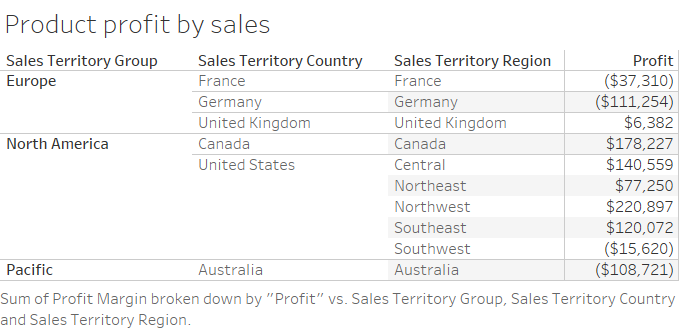 Product profit by sales
Sales Territory Group Sales Territory Country Sales Territory Region Profit
Europe France France ($37,310)
Germany Germany ($111,254)
United Kingdom United Kingdom $6,382
North America Canada Canada $178,227
United States Central $140,559
Northeast $77,250
Northwest $220,897
Southeast $120,072
Southwest ($15,620)
Pacific Australia Australia ($108,721)
Sum of Profit Margin broken down by "Profit" vs. Sales Territory Group, Sales Territory Country
and Sales Territory Region.